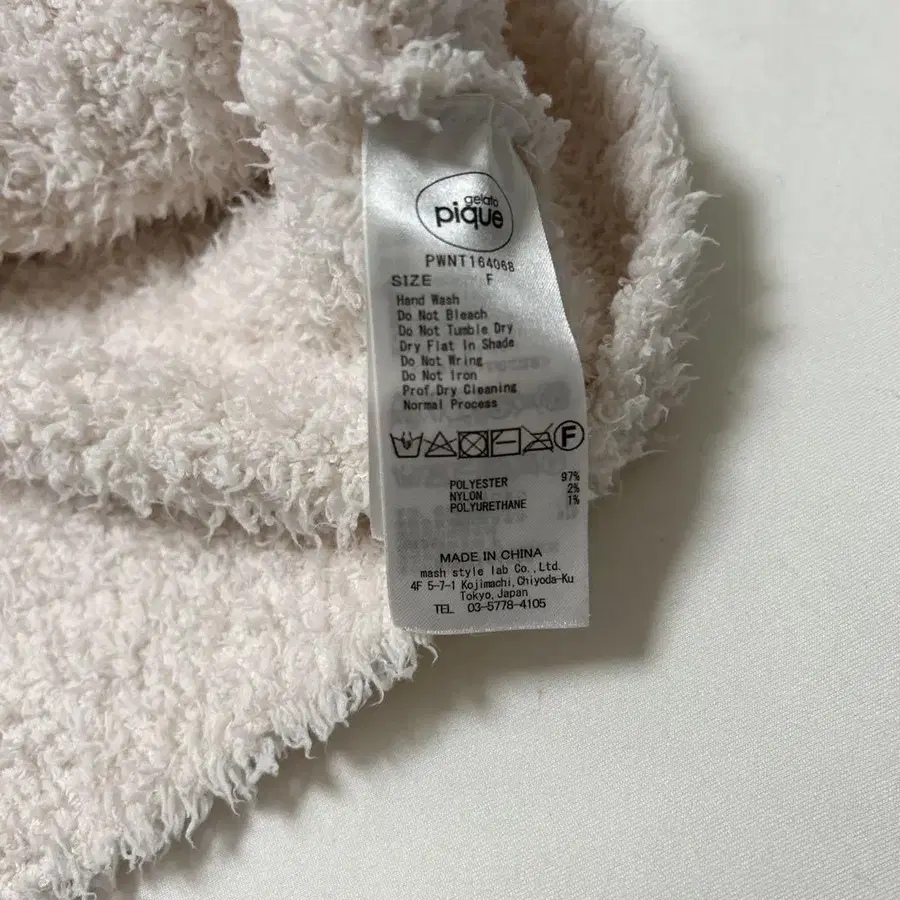 gelato
pique
PWNT164068
SIZE F
Hand Wash
Do Not Bleach
Do Not Tumble Dry
Dry Flat In Shade
Do Not Wring
Do Not Iron
Prof.Dry Cleaning
Normal Process
F
POLYESTER 97%
NYLON 2%
POLYURETHANE 1%
MADE IN CHINA
mash style lab Co.,Ltd.
4F 5-7-1 Kojimachi,Chiyoda-Ku
Tokyo,Japan
TEL 03-5778-4105